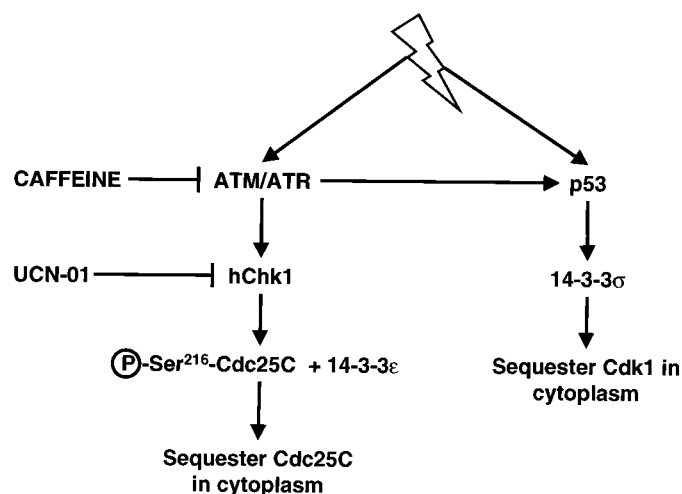 CAFFEINE ATM/ATR p53
UCN-01 hChk1 14-3-3σ
P-Ser216-Cdc25C + 14-3-3ε
Sequester Cdk1 in
cytoplasm
Sequester Cdc25C
in cytoplasm